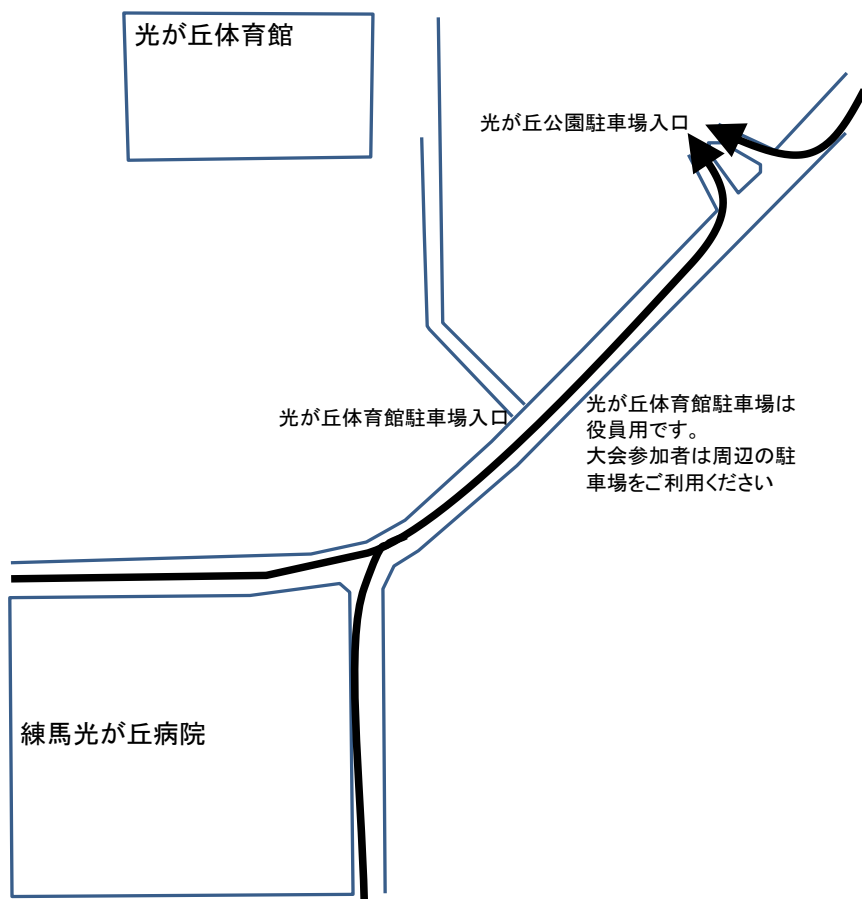 光が丘体育館
光が丘公園駐車場入口
光が丘体育館駐車場入口
光が丘体育館駐車場は
役員用です。
大会参加者は周辺の駐
車場をご利用ください
練馬光が丘病院